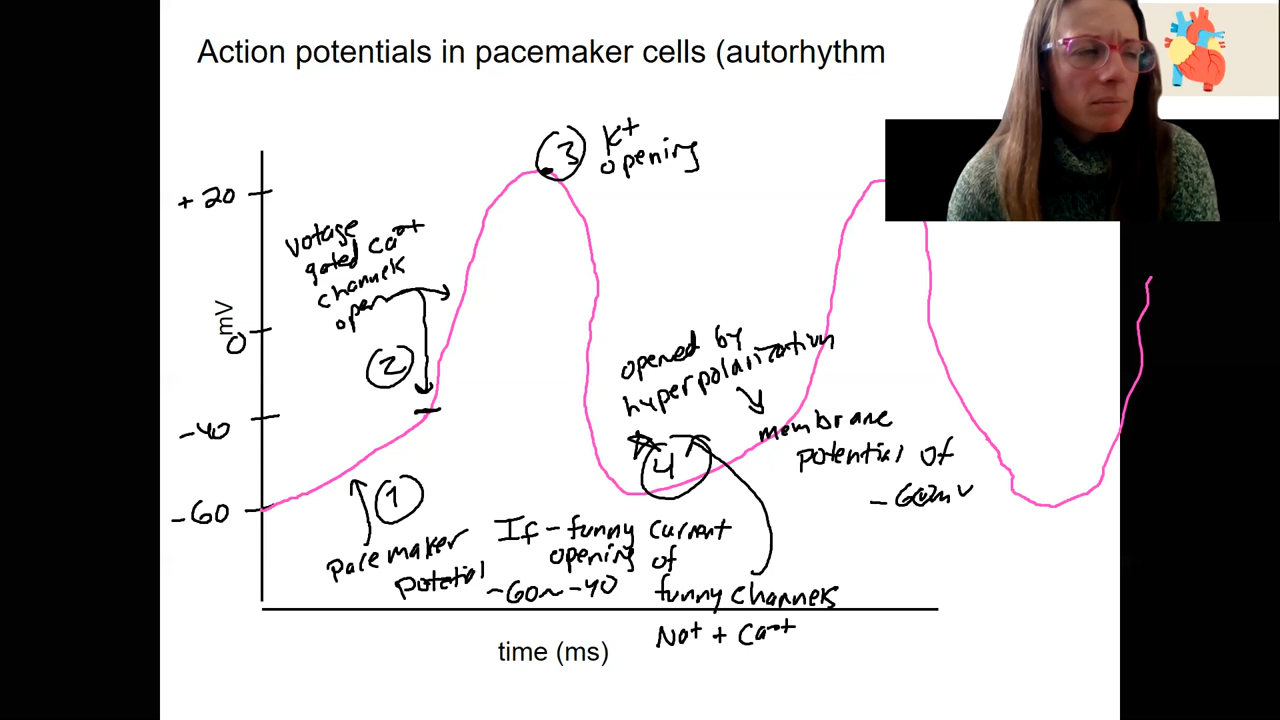 Action potentials in pacemaker cells (autorhythm
3 K+
opening
+20
votage
gated Ca++
channels
open
mV
0
2
opened by
hyperpolarization
-40
membrane
potential of
-60mv
4
1
-60
pacemaker
potential
If - funny current
opening of
-60~-40
funny channels
Na+ + Ca++
time (ms)